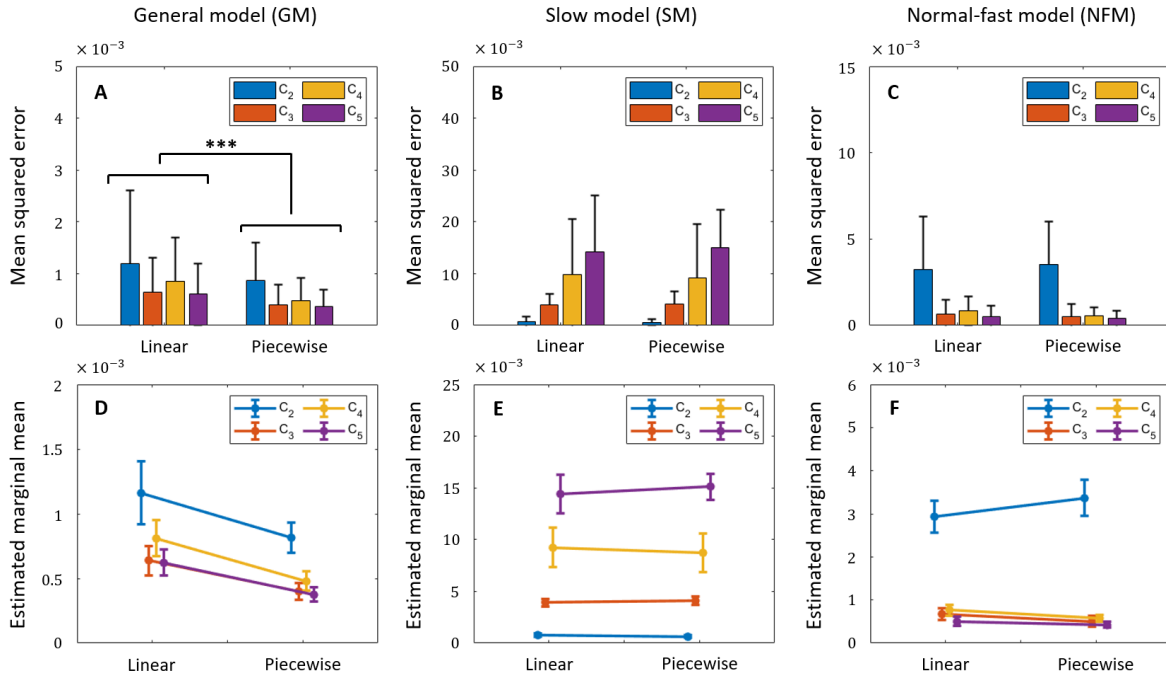 General model (GM)
Slow model (SM)
Normal-fast model (NFM)
× 10⁻³
5
4
3
2
1
0
Mean squared error
A
C₂
C₄
C₃
C₅
***
Linear
Piecewise
× 10⁻³
50
40
30
20
10
0
Mean squared error
B
C₂
C₄
C₃
C₅
Linear
Piecewise
× 10⁻³
15
10
5
0
Mean squared error
C
C₂
C₄
C₃
C₅
Linear
Piecewise
× 10⁻³
2
1.5
1
0.5
0
Estimated marginal mean
D
C₂
C₄
C₃
C₅
Linear
Piecewise
× 10⁻³
25
20
15
10
5
0
Estimated marginal mean
E
C₂
C₄
C₃
C₅
Linear
Piecewise
× 10⁻³
6
5
4
3
2
1
0
Estimated marginal mean
F
C₂
C₄
C₃
C₅
Linear
Piecewise